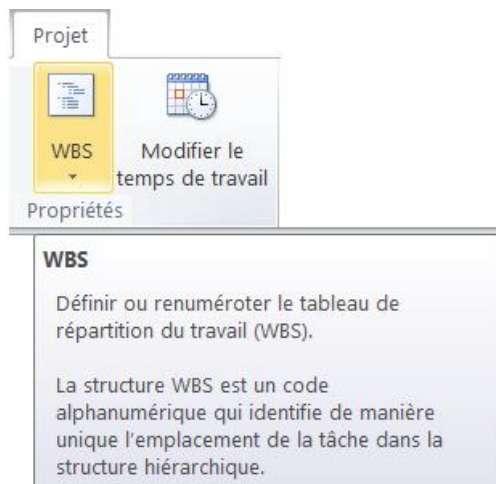 Projet
WBS
Modifier le
temps de travail
Propriétés
WBS
Définir ou renuméroter le tableau de
répartition du travail (WBS).
La structure WBS est un code
alphanumérique qui identifie de manière
unique l'emplacement de la tâche dans la
structure hiérarchique.